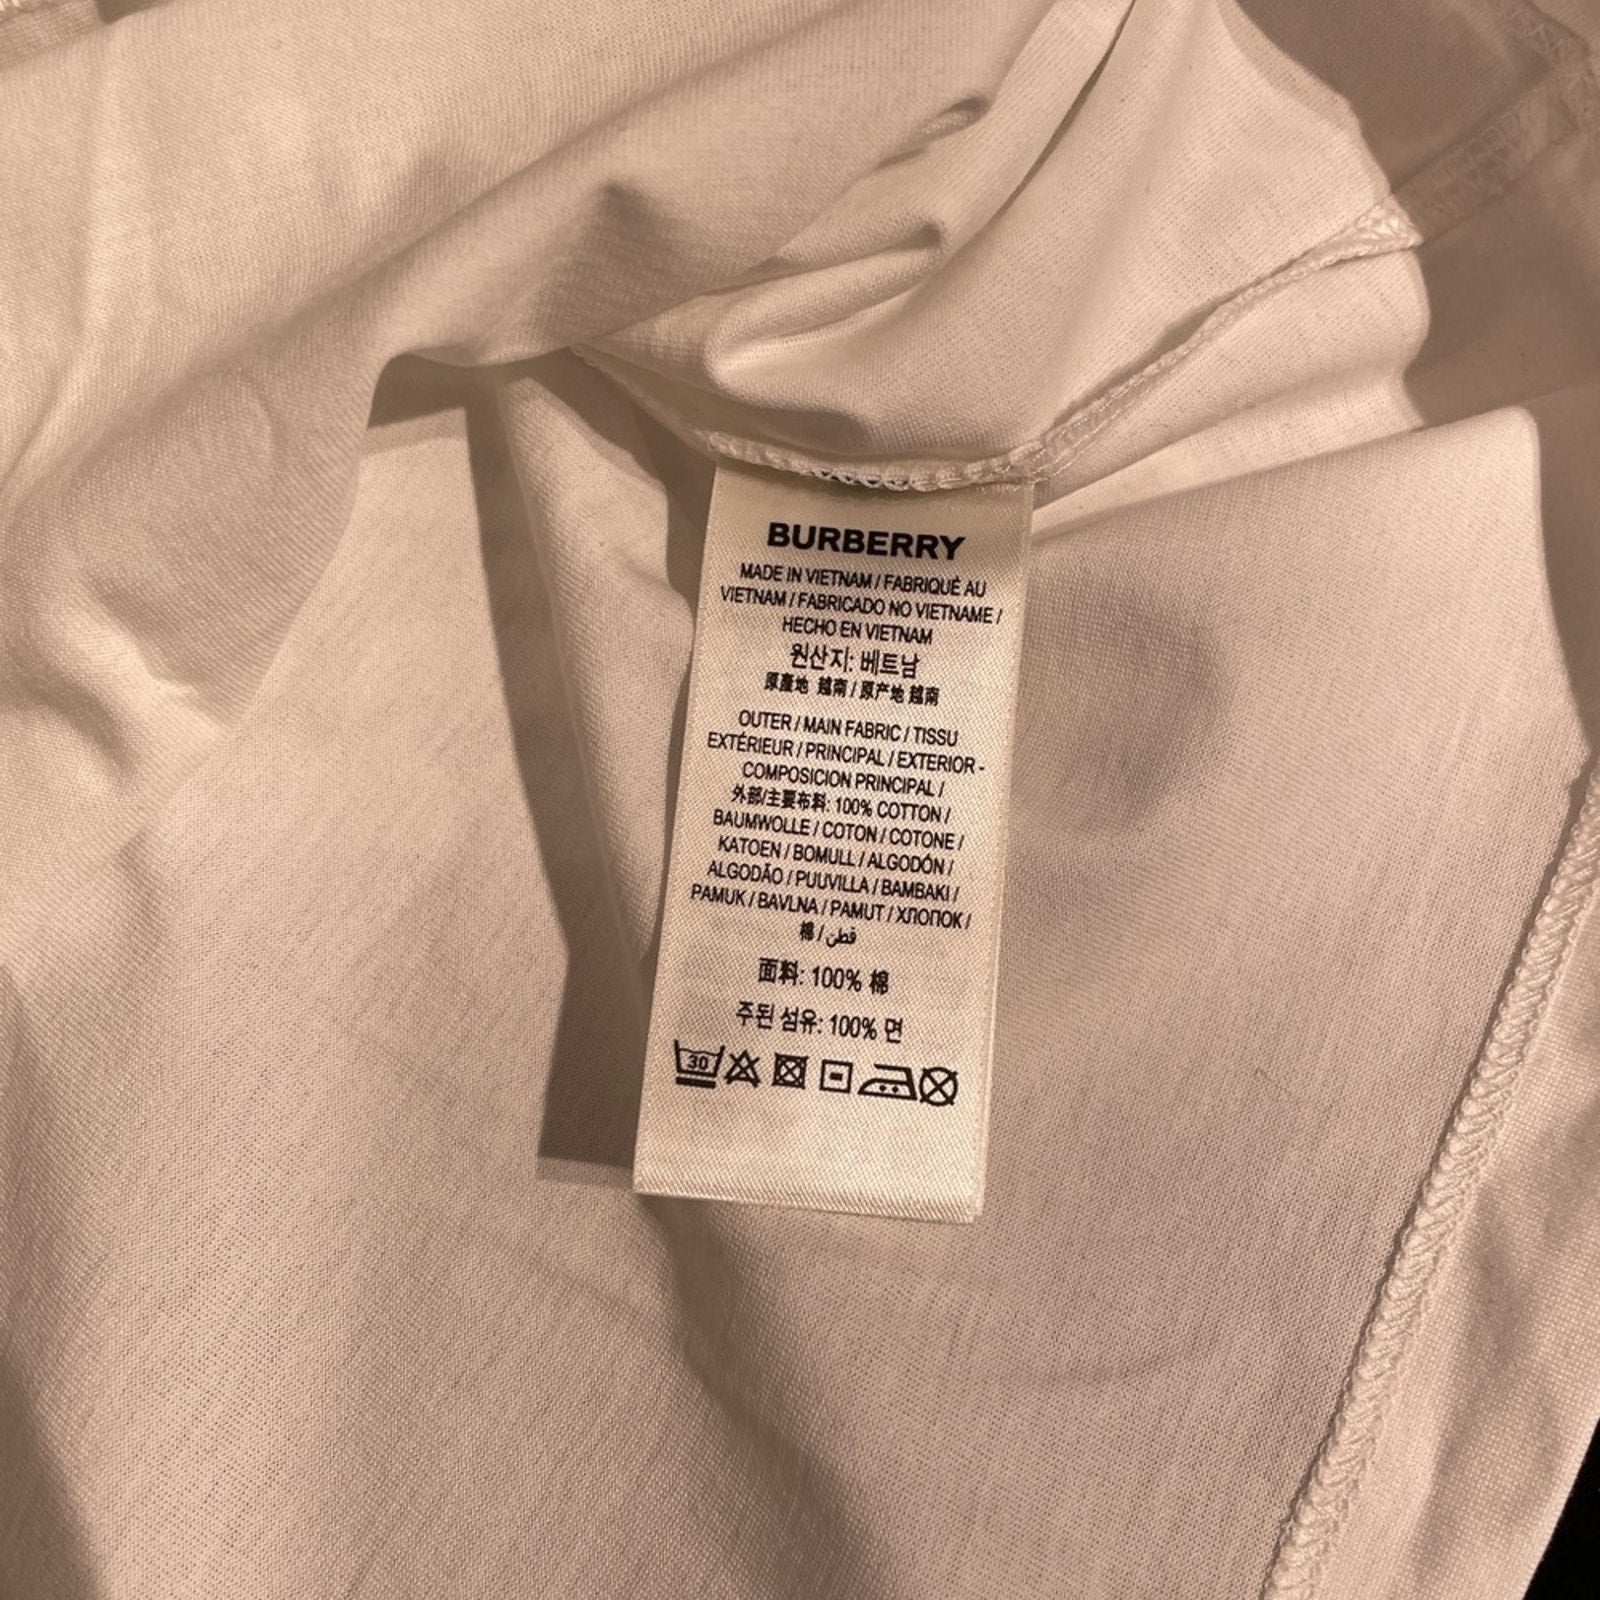 BURBERRY
MADE IN VIETNAM / FABRIQUÉ AU
VIETNAM / FABRICADO NO VIETNAME /
HECHO EN VIETNAM
원산지: 베트남
原產地 越南 / 原产地 越南
OUTER / MAIN FABRIC / TISSU
EXTÉRIEUR / PRINCIPAL / EXTERIOR -
COMPOSICION PRINCIPAL /
外部/主要布料: 100% COTTON /
BAUMWOLLE / COTON / COTONE /
KATOEN / BOMULL / ALGODÓN /
ALGODÃO / PUUVILLA / BAMBAKI /
PAMUK / BAVLNA / PAMUT / ХЛОПОК /
棉 / قطن
面料: 100% 棉
주된 섬유: 100% 면
30